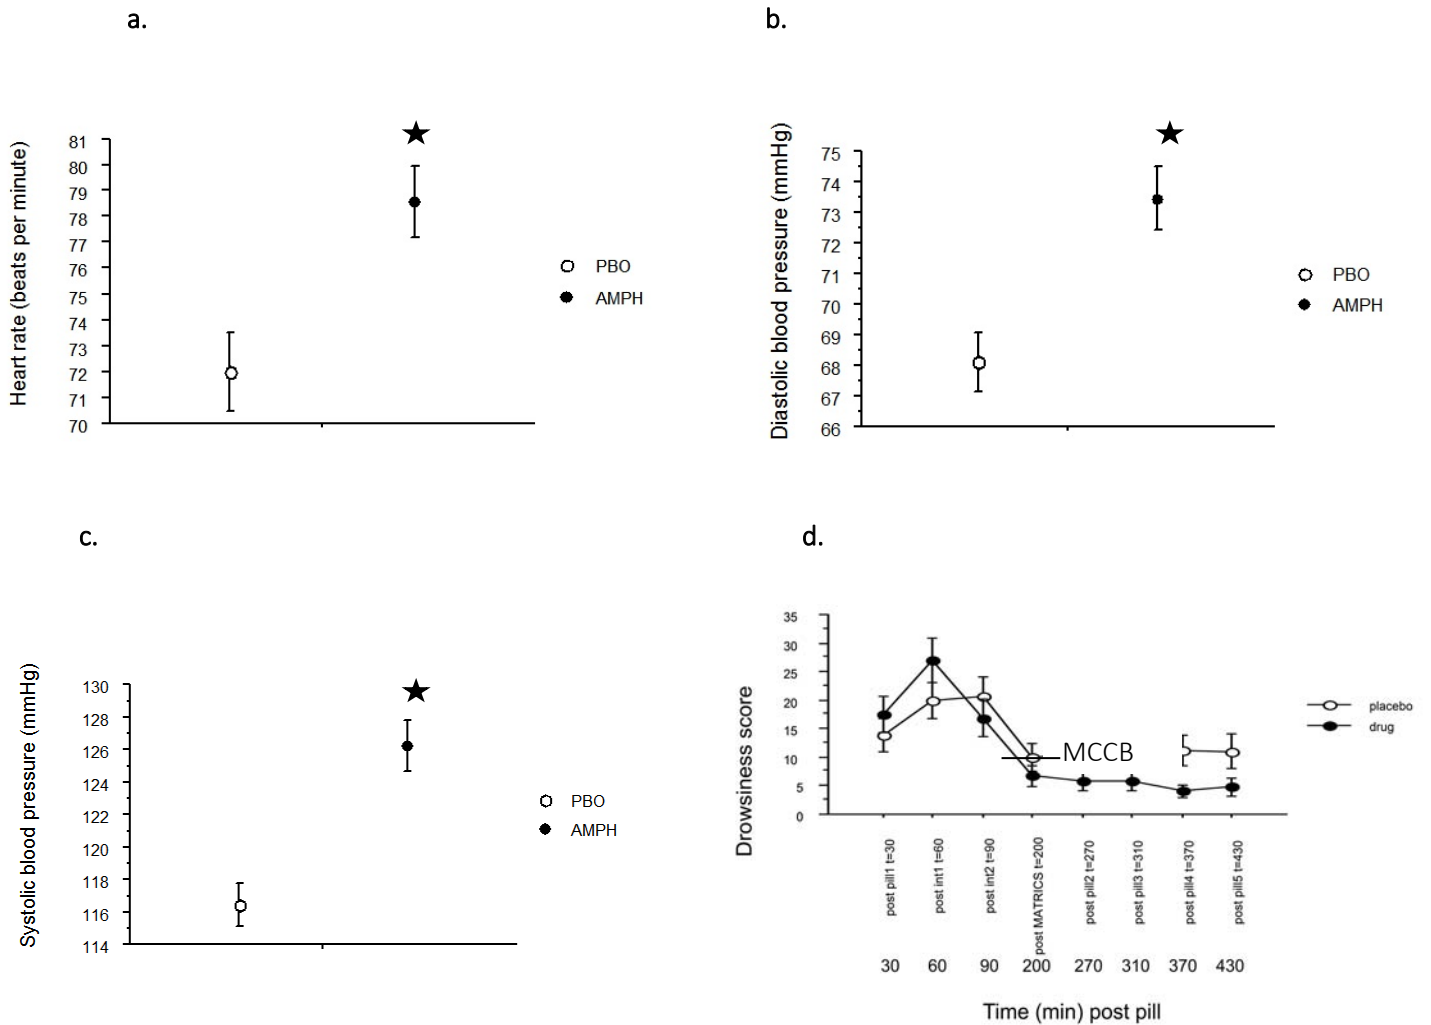 a.
Heart rate (beats per minute)
81
80
79
78
77
76
75
74
73
72
71
70
PBO
AMPH
b.
Diastolic blood pressure (mmHg)
75
74
73
72
71
70
69
68
67
66
PBO
AMPH
c.
Systolic blood pressure (mmHg)
130
128
126
124
122
120
118
116
114
PBO
AMPH
d.
Drowsiness score
35
30
25
20
15
10
5
0
MCCB
placebo
drug
post pill1 t=30
post int1 t=60
post int2 t=90
post MATRICS t=200
post pill2 t=270
post pill3 t=310
post pill4 t=370
post pill5 t=430
30 60 90 200 270 310 370 430
Time (min) post pill